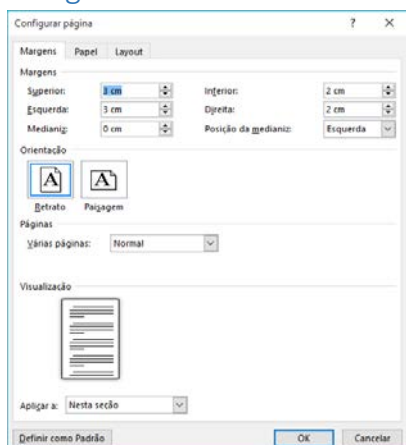 Configurar página ? ×
Margens Papel Layout
Margens
Superior: 3 cm Inferior: 2 cm
Esquerda: 3 cm Direita: 2 cm
Medianiz: 0 cm Posição da medianiz: Esquerda
Orientação
A A
Retrato Paisagem
Páginas
Várias páginas: Normal
Visualização
Aplicar a: Nesta seção
Definir como Padrão OK Cancelar